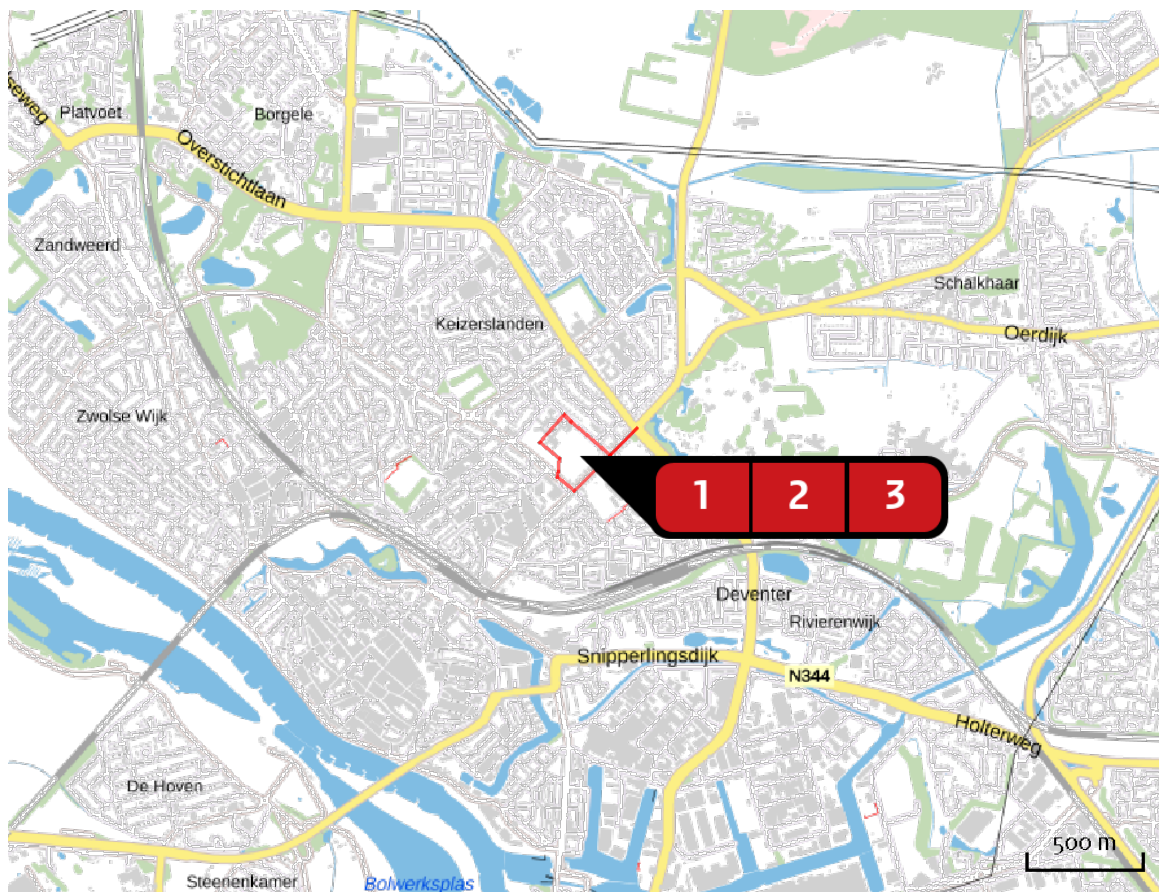 lseweg
Platvoet
Borgele
Overstichtlaan
Zandweerd
Schalkhaar
Keizerslanden
Oerdijk
Zwolse Wijk
1 2 3
Deventer
Rivierenwijk
Snipperlingsdijk
N344
Holterweg
De Hoven
500 m
Steenenkamer
Bolwerksplas